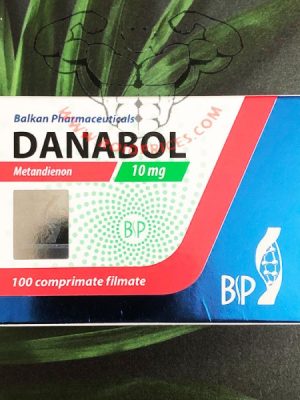 Balkan Pharmaceuticals
DANABOL
Metandienon
10 mg
BP
100 comprimate filmate
BP